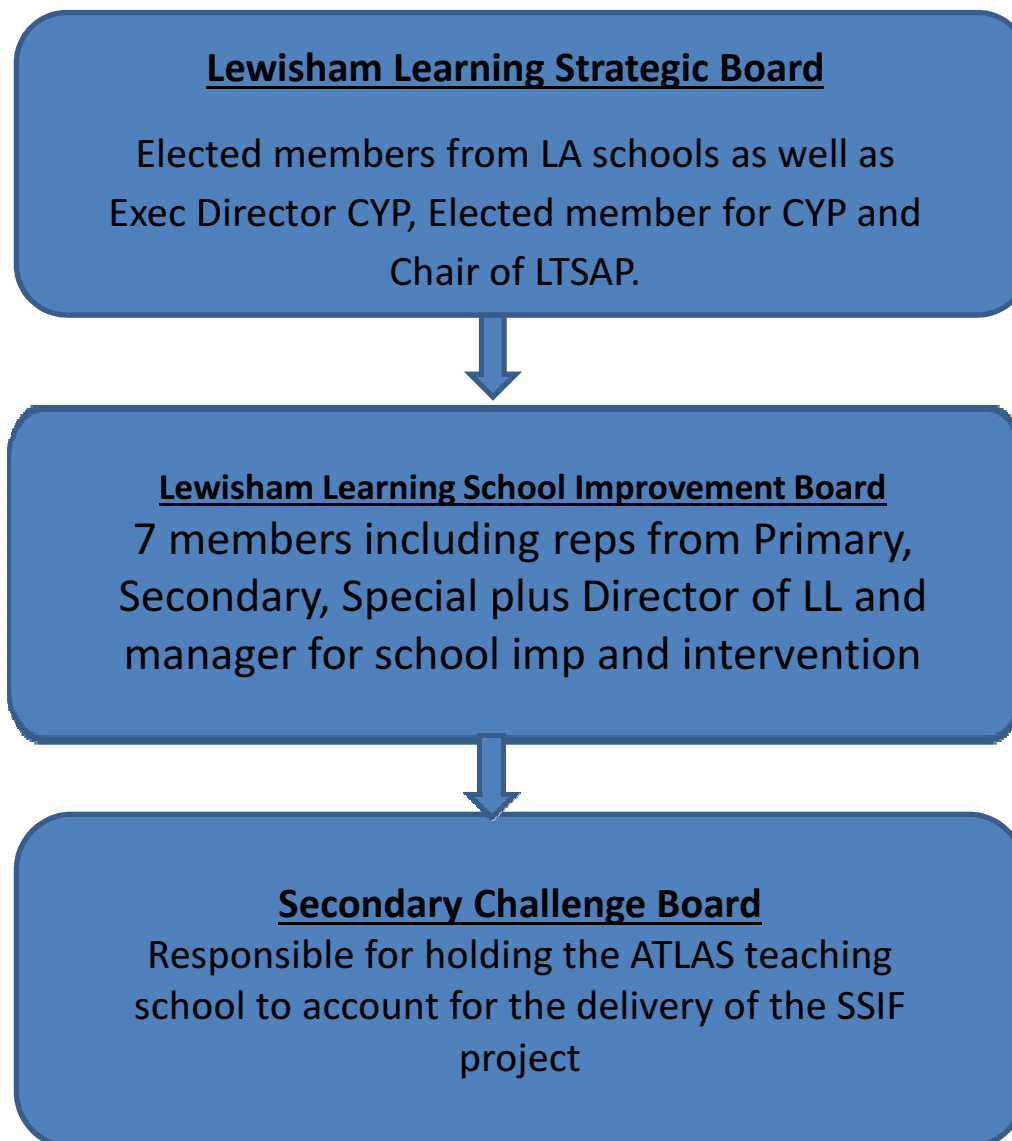 Lewisham Learning Strategic Board
Elected members from LA schools as well as
Exec Director CYP, Elected member for CYP and
Chair of LTSAP.
Lewisham Learning School Improvement Board
7 members including reps from Primary,
Secondary, Special plus Director of LL and
manager for school imp and intervention
Secondary Challenge Board
Responsible for holding the ATLAS teaching
school to account for the delivery of the SSIF
project